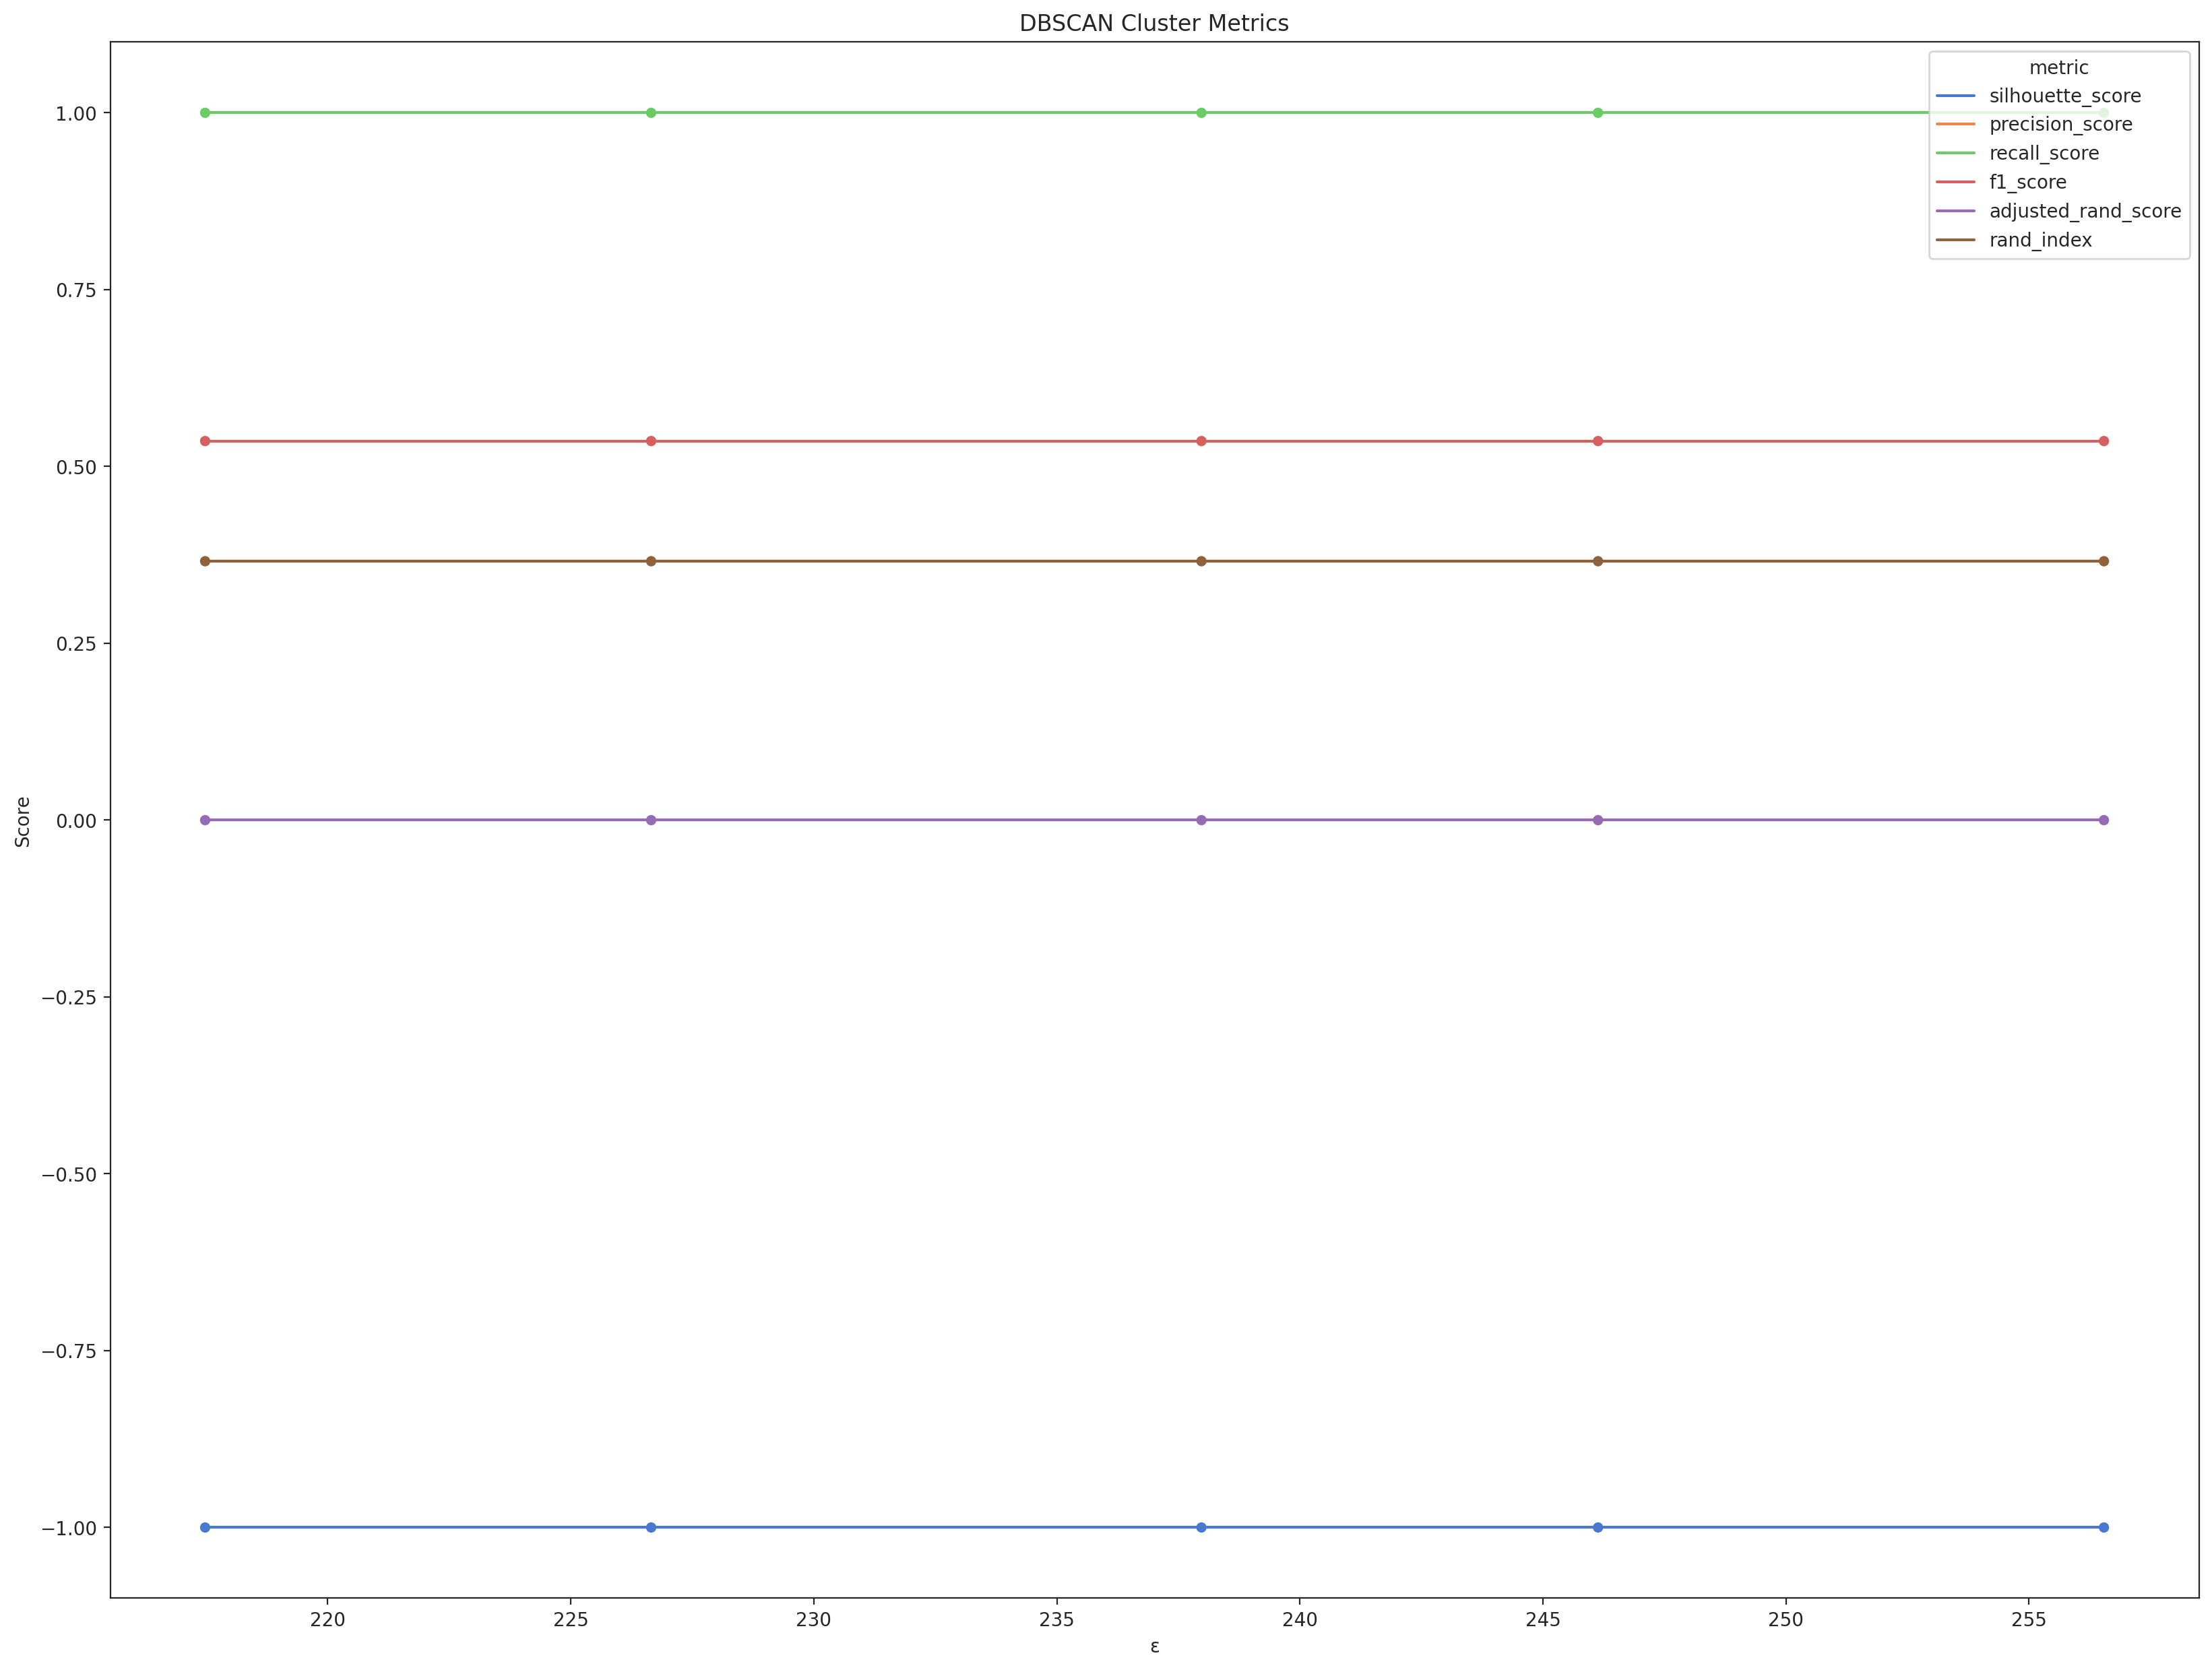 DBSCAN Cluster Metrics
metric
silhouette_score
precision_score
recall_score
f1_score
adjusted_rand_score
rand_index
1.00
0.75
0.50
0.25
0.00
−0.25
−0.50
−0.75
−1.00
Score
220 225 230 235 240 245 250 255
ε